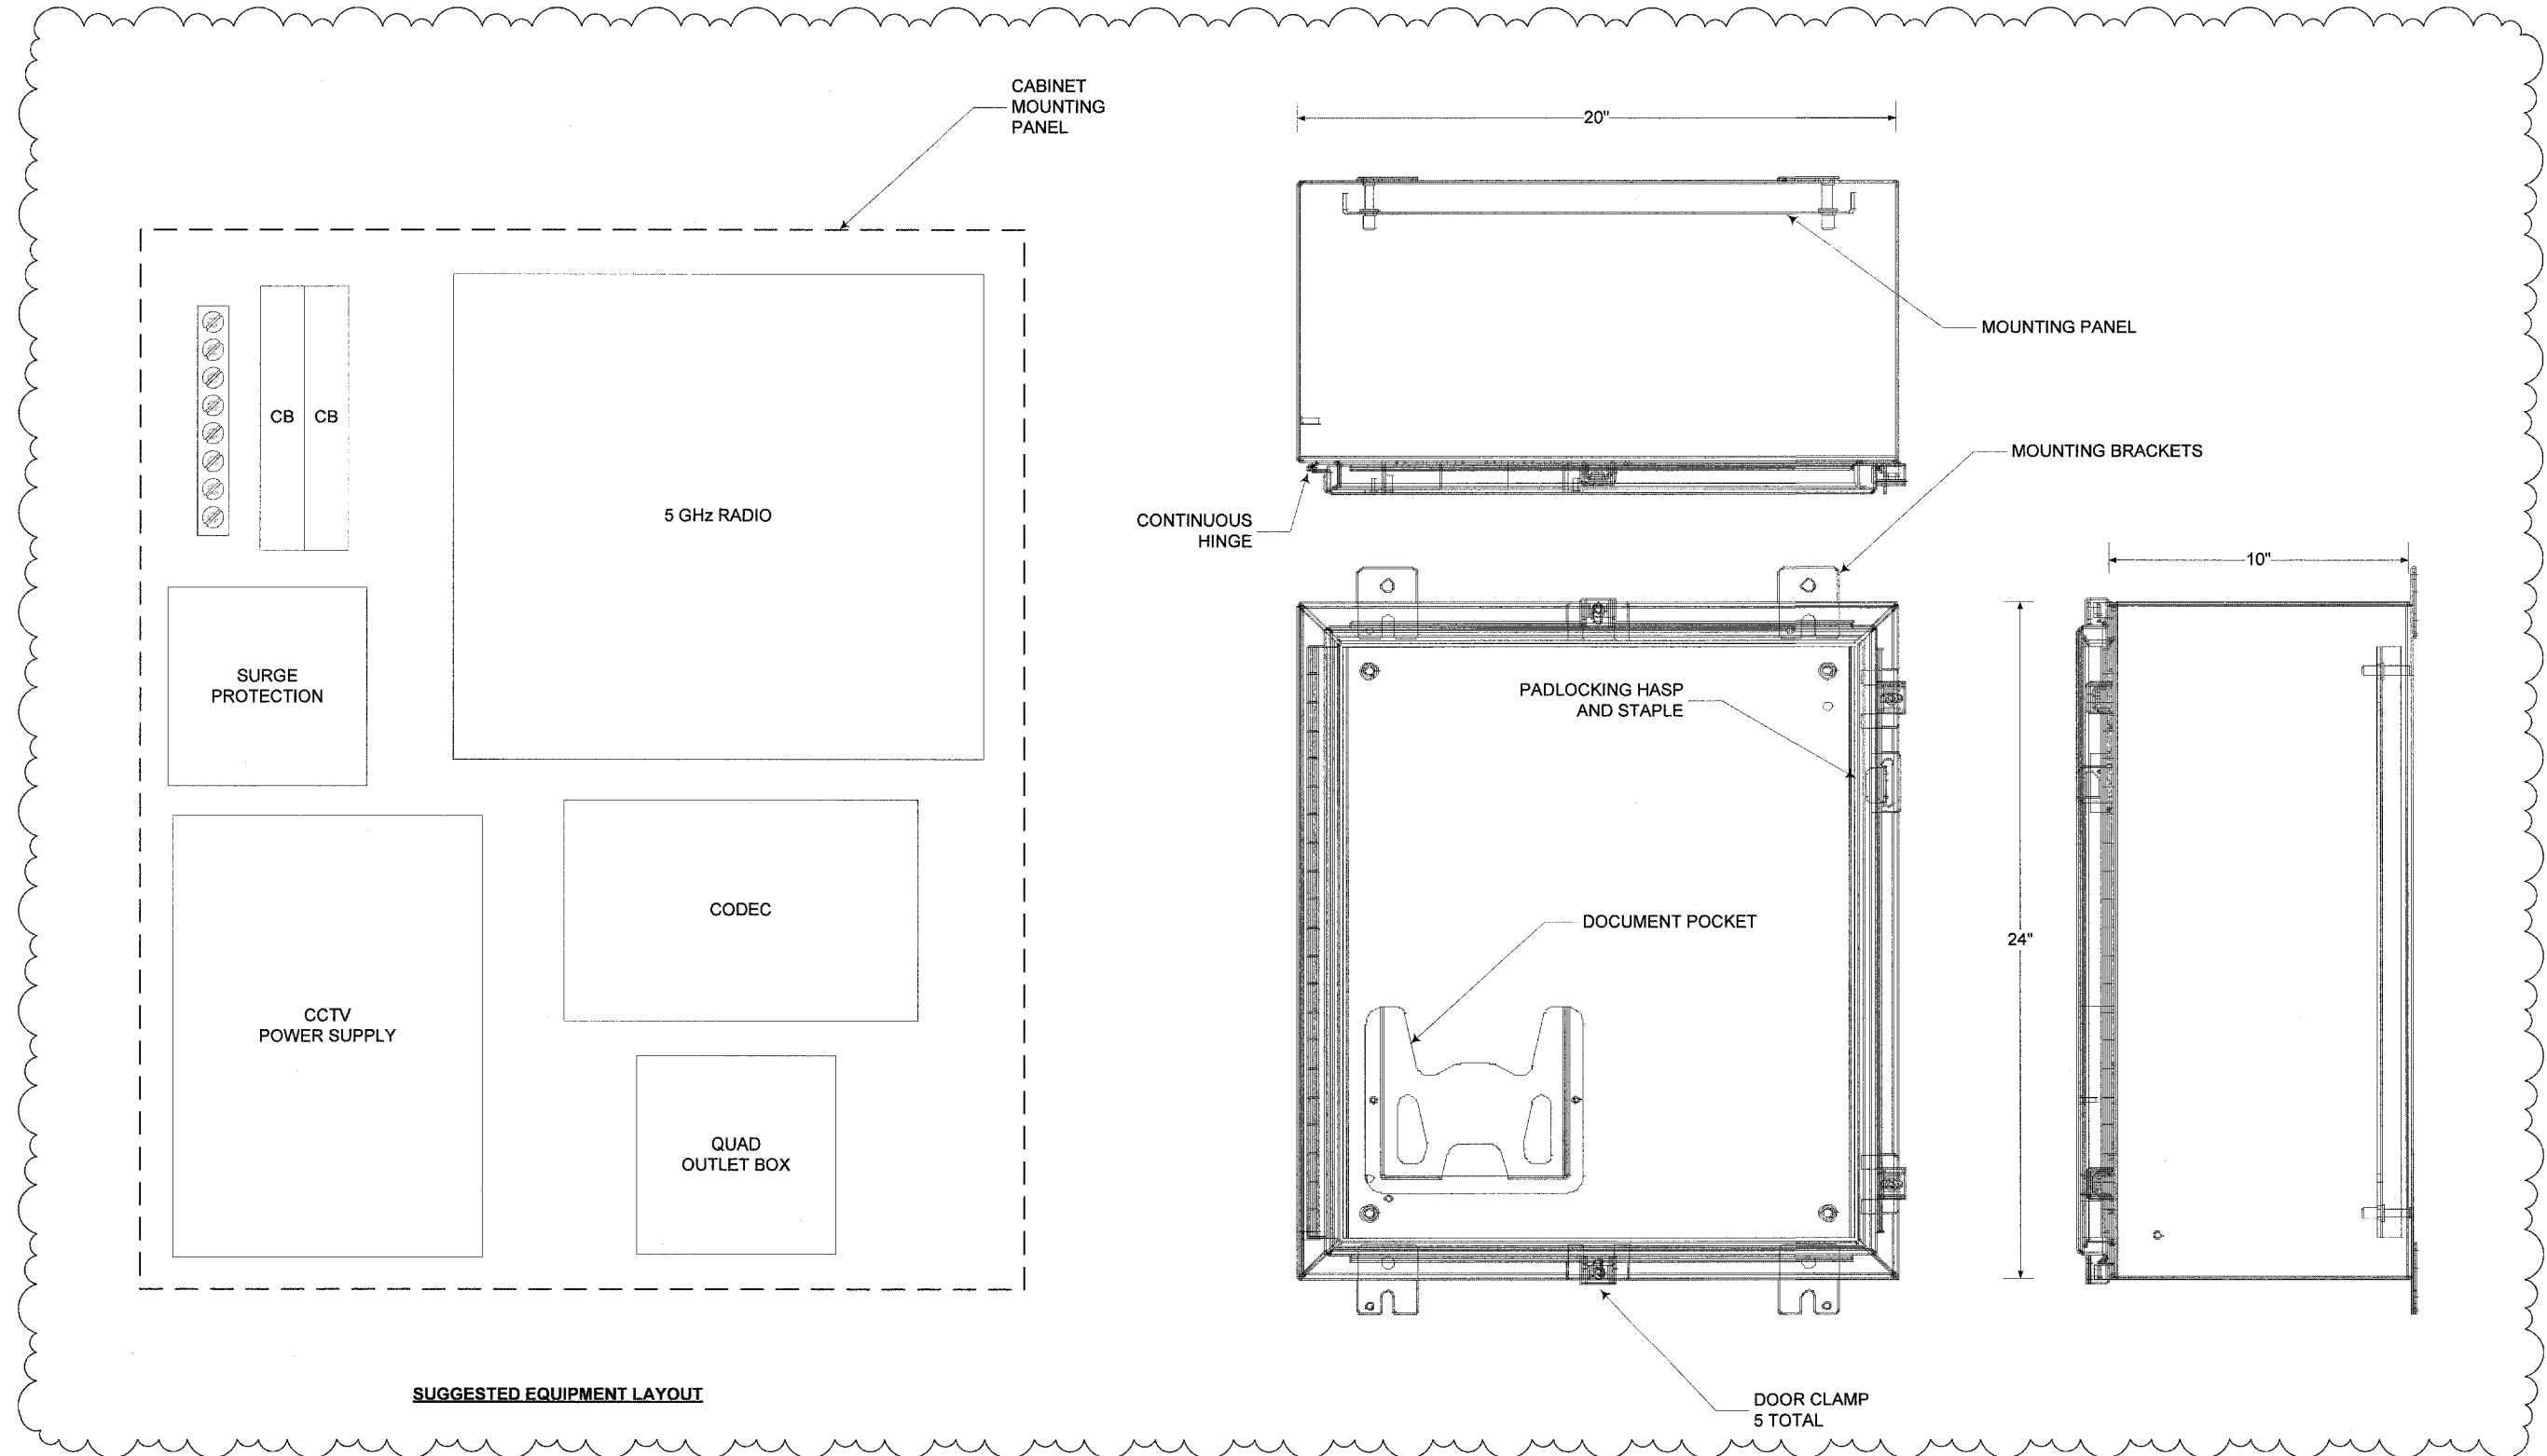 CABINET
MOUNTING
PANEL
20"
MOUNTING PANEL
CB CB
MOUNTING BRACKETS
5 GHz RADIO
CONTINUOUS
HINGE
10"
SURGE
PROTECTION
PADLOCKING HASP
AND STAPLE
CODEC
DOCUMENT POCKET
24"
CCTV
POWER SUPPLY
QUAD
OUTLET BOX
SUGGESTED EQUIPMENT LAYOUT
DOOR CLAMP
5 TOTAL